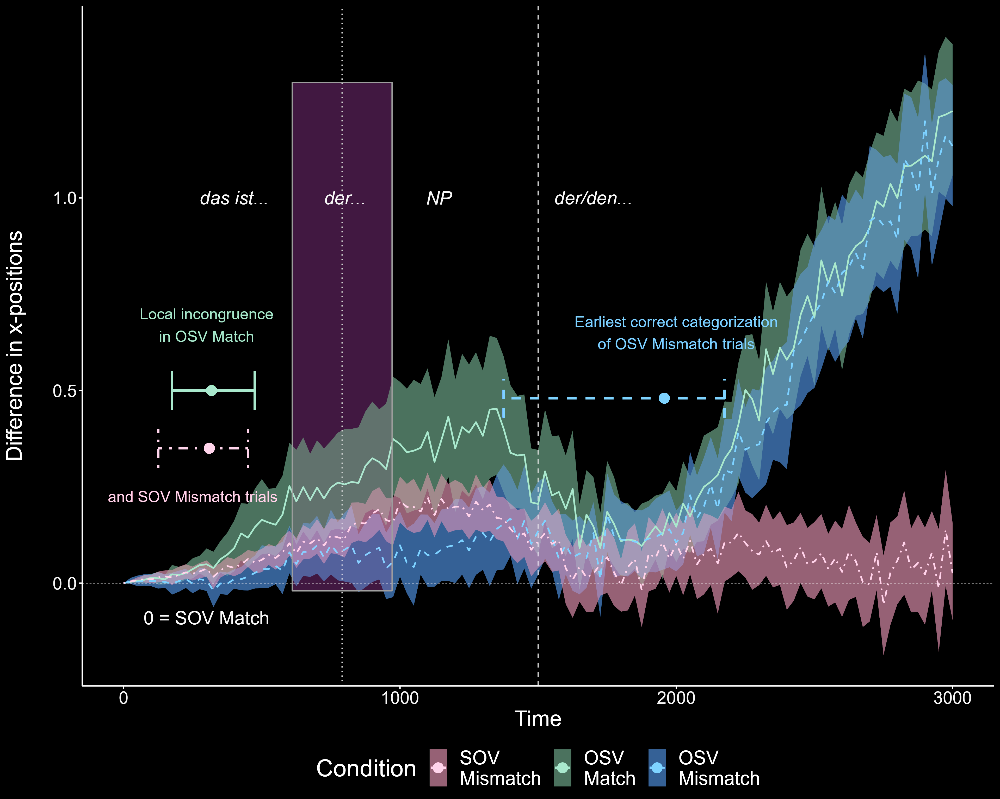 das ist...
der...
NP
der/den...
Local incongruence
in OSV Match
and SOV Mismatch trials
Earliest correct categorization
of OSV Mismatch trials
0 = SOV Match
Difference in x-positions
1.0
0.5
0.0
0
1000
2000
3000
Time
Condition
SOV
Mismatch
OSV
Match
OSV
Mismatch